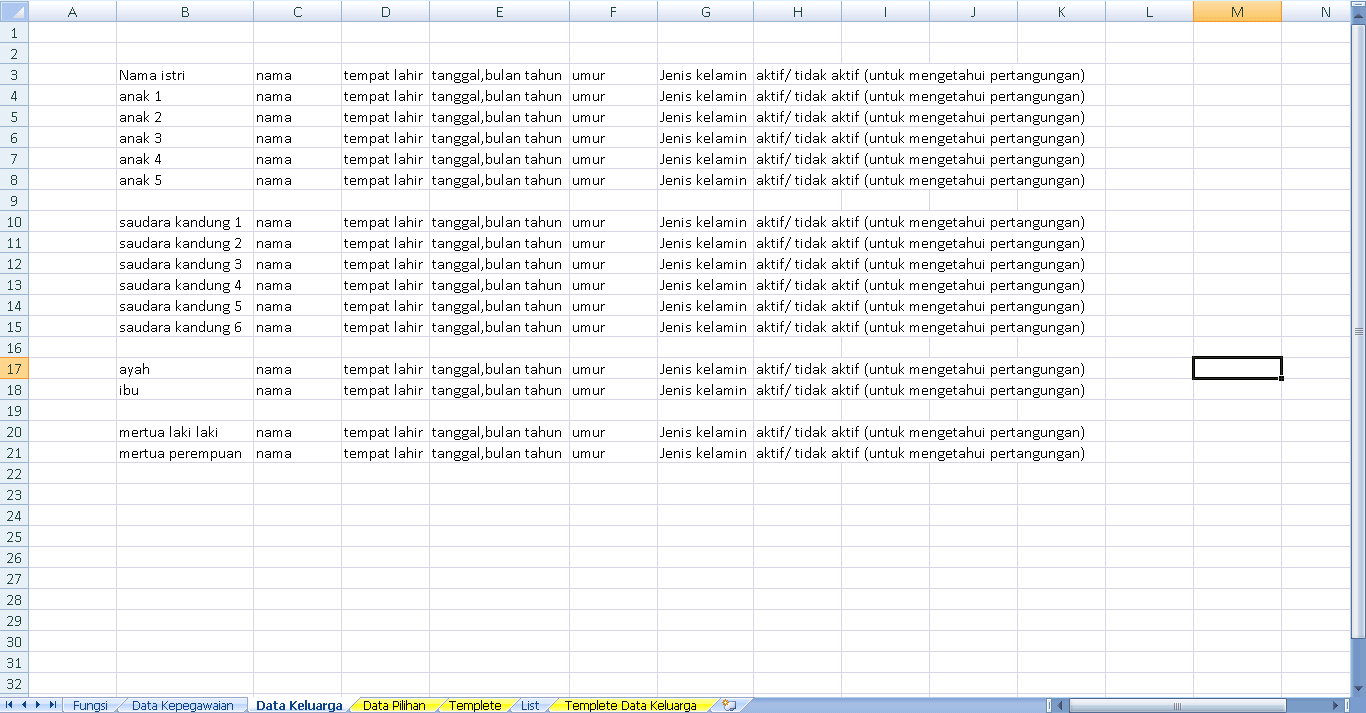 A B C D E F G H I J K L M N
1
2
3 Nama istri nama tempat lahir tanggal,bulan tahun umur Jenis kelamin aktif/ tidak aktif (untuk mengetahui pertangungan)
4 anak 1 nama tempat lahir tanggal,bulan tahun umur Jenis kelamin aktif/ tidak aktif (untuk mengetahui pertangungan)
5 anak 2 nama tempat lahir tanggal,bulan tahun umur Jenis kelamin aktif/ tidak aktif (untuk mengetahui pertangungan)
6 anak 3 nama tempat lahir tanggal,bulan tahun umur Jenis kelamin aktif/ tidak aktif (untuk mengetahui pertangungan)
7 anak 4 nama tempat lahir tanggal,bulan tahun umur Jenis kelamin aktif/ tidak aktif (untuk mengetahui pertangungan)
8 anak 5 nama tempat lahir tanggal,bulan tahun umur Jenis kelamin aktif/ tidak aktif (untuk mengetahui pertangungan)
9
10 saudara kandung 1 nama tempat lahir tanggal,bulan tahun umur Jenis kelamin aktif/ tidak aktif (untuk mengetahui pertangungan)
11 saudara kandung 2 nama tempat lahir tanggal,bulan tahun umur Jenis kelamin aktif/ tidak aktif (untuk mengetahui pertangungan)
12 saudara kandung 3 nama tempat lahir tanggal,bulan tahun umur Jenis kelamin aktif/ tidak aktif (untuk mengetahui pertangungan)
13 saudara kandung 4 nama tempat lahir tanggal,bulan tahun umur Jenis kelamin aktif/ tidak aktif (untuk mengetahui pertangungan)
14 saudara kandung 5 nama tempat lahir tanggal,bulan tahun umur Jenis kelamin aktif/ tidak aktif (untuk mengetahui pertangungan)
15 saudara kandung 6 nama tempat lahir tanggal,bulan tahun umur Jenis kelamin aktif/ tidak aktif (untuk mengetahui pertangungan)
16
17 ayah nama tempat lahir tanggal,bulan tahun umur Jenis kelamin aktif/ tidak aktif (untuk mengetahui pertangungan)
18 ibu nama tempat lahir tanggal,bulan tahun umur Jenis kelamin aktif/ tidak aktif (untuk mengetahui pertangungan)
19
20 mertua laki laki nama tempat lahir tanggal,bulan tahun umur Jenis kelamin aktif/ tidak aktif (untuk mengetahui pertangungan)
21 mertua perempuan nama tempat lahir tanggal,bulan tahun umur Jenis kelamin aktif/ tidak aktif (untuk mengetahui pertangungan)
22
23
24
25
26
27
28
29
30
31
32
Fungsi Data Kepegawaian Data Keluarga Data Pilihan Templete List Templete Data Keluarga